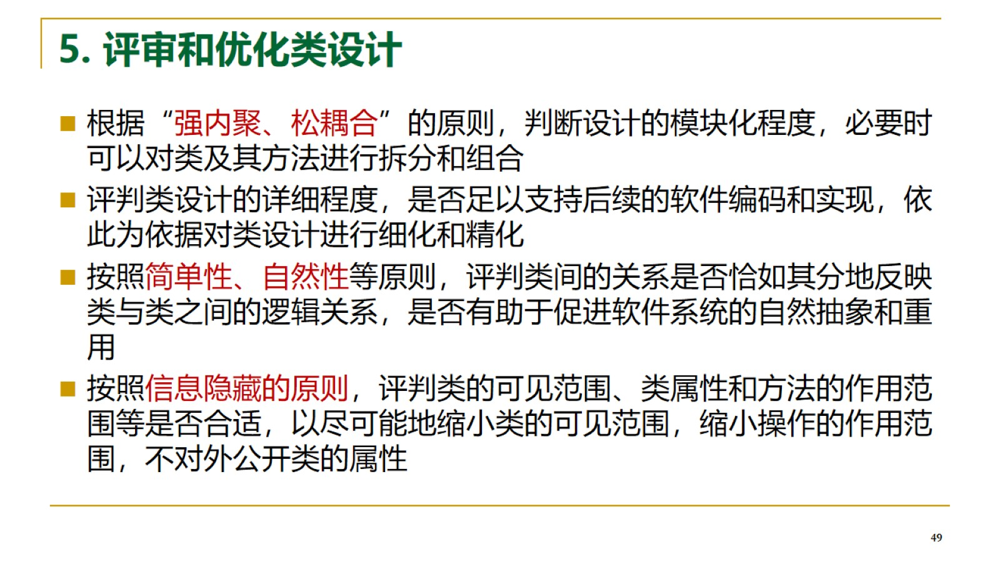 5. 评审和优化类设计
根据“强内聚、松耦合”的原则，判断设计的模块化程度，必要时
可以对类及其方法进行拆分和组合
评判类设计的详细程度，是否足以支持后续的软件编码和实现，依
此为依据对类设计进行细化和精化
按照简单性、自然性等原则，评判类间的关系是否恰如其分地反映
类与类之间的逻辑关系，是否有助于促进软件系统的自然抽象和重
用
按照信息隐藏的原则，评判类的可见范围、类属性和方法的作用范
围等是否合适，以尽可能地缩小类的可见范围，缩小操作的作用范
围，不对外公开类的属性
49